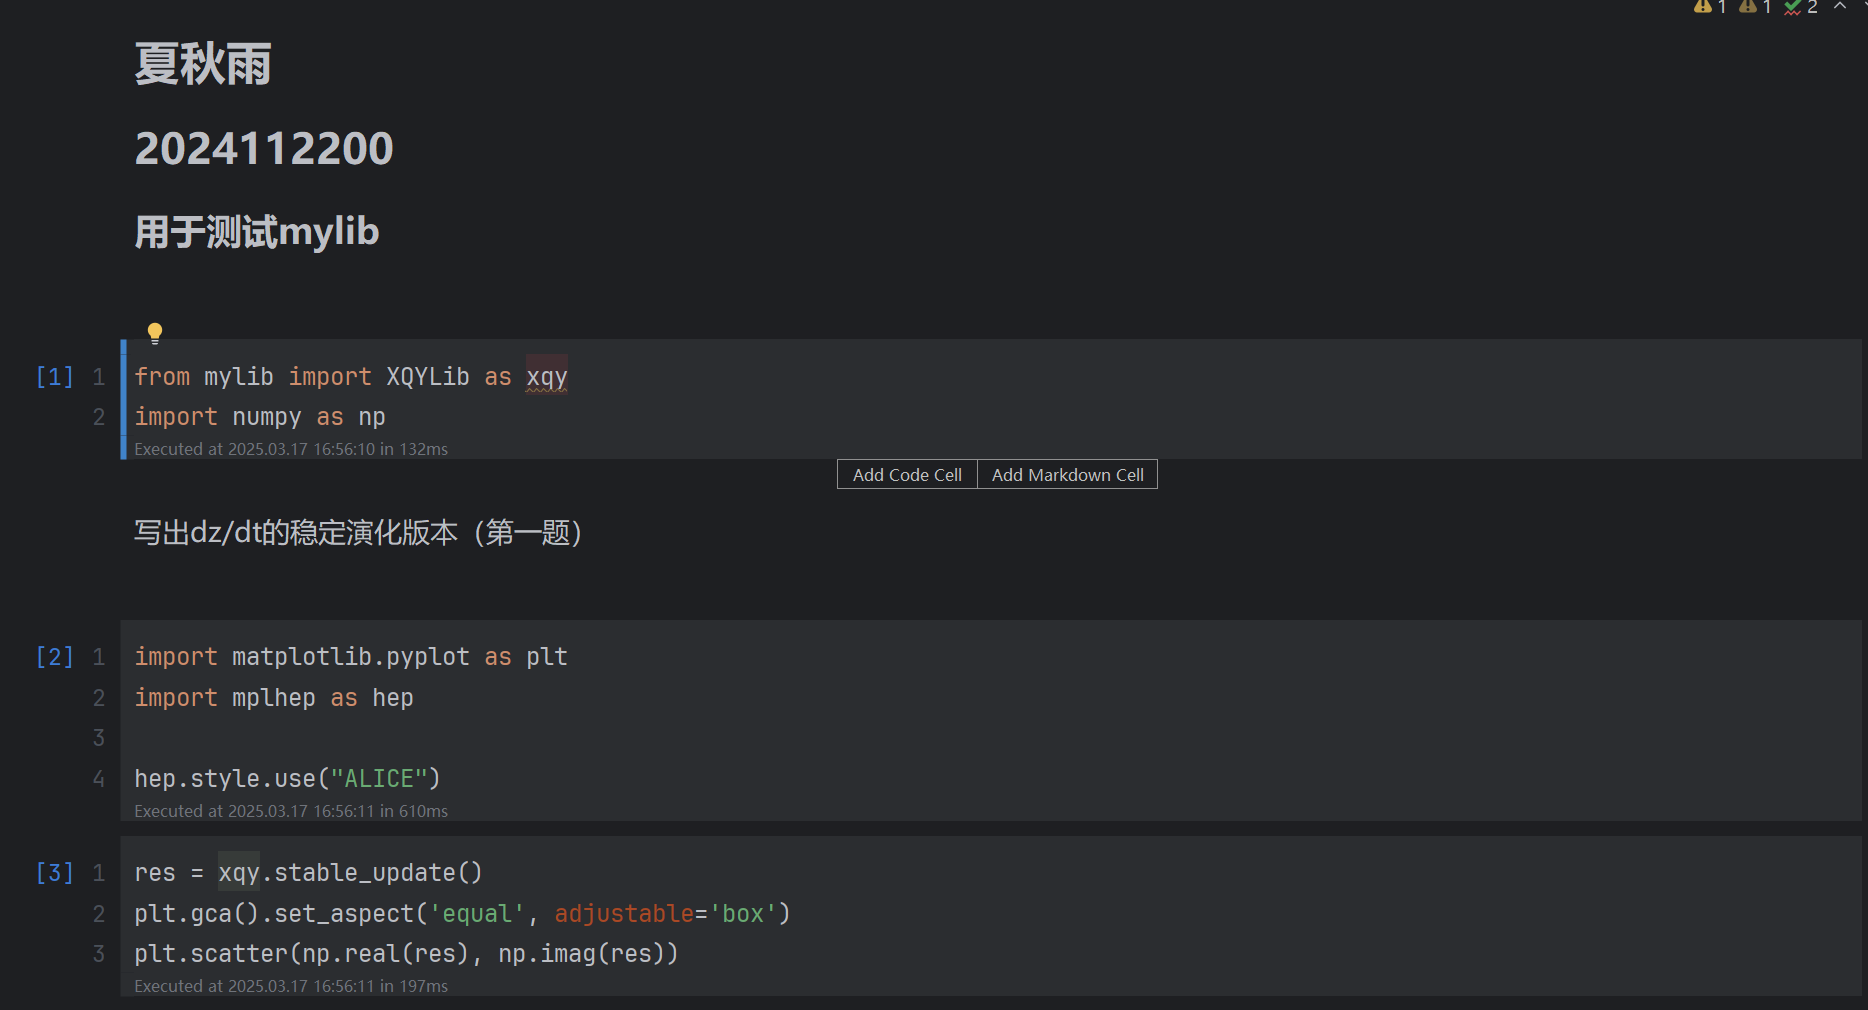 1 1 2
夏秋雨
2024112200
用于测试mylib
[1] 1 from mylib import XQYLib as xqy
2 import numpy as np
Executed at 2025.03.17 16:56:10 in 132ms
Add Code Cell Add Markdown Cell
写出dz/dt的稳定演化版本（第一题）
[2] 1 import matplotlib.pyplot as plt
2 import mplhep as hep
3
4 hep.style.use("ALICE")
Executed at 2025.03.17 16:56:11 in 610ms
[3] 1 res = xqy.stable_update()
2 plt.gca().set_aspect('equal', adjustable='box')
3 plt.scatter(np.real(res), np.imag(res))
Executed at 2025.03.17 16:56:11 in 197ms